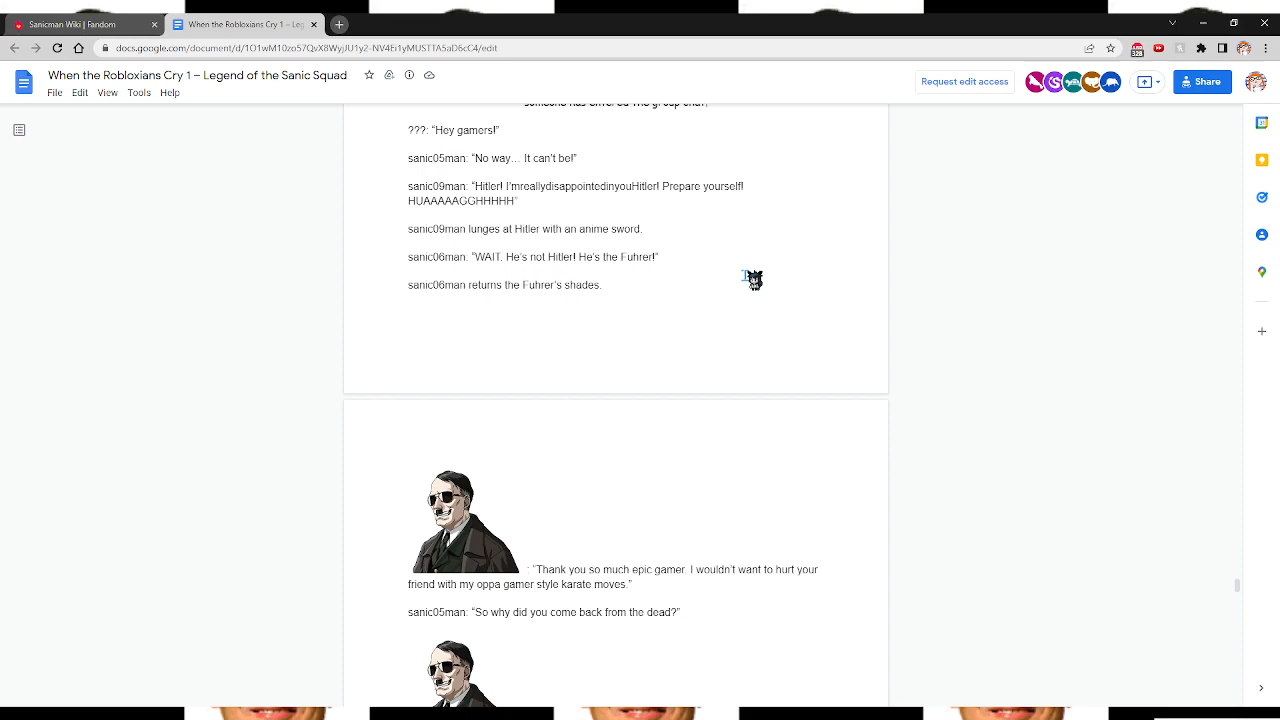 Sanicman Wiki | Fandom
When the Robloxians Cry 1 – Leg
docs.google.com/document/d/1O1wM10zo57QvX8WyjJU1y2-NV4Ei1yMUSTTA5aD6cC4/edit
When the Robloxians Cry 1 – Legend of the Sanic Squad
File Edit View Tools Help
Request edit access
Share
???: “Hey gamers!”
sanic05man: “No way… It can’t be!”
sanic09man: “Hitler! I’mreallydisappointedinyouHitler! Prepare yourself!
HUAAAAAGGHHHHH”
sanic09man lunges at Hitler with an anime sword.
sanic06man: “WAIT. He’s not Hitler! He’s the Fuhrer!”
sanic06man returns the Fuhrer’s shades.
: “Thank you so much epic gamer. I wouldn’t want to hurt your
friend with my oppa gamer style karate moves.”
sanic05man: “So why did you come back from the dead?”